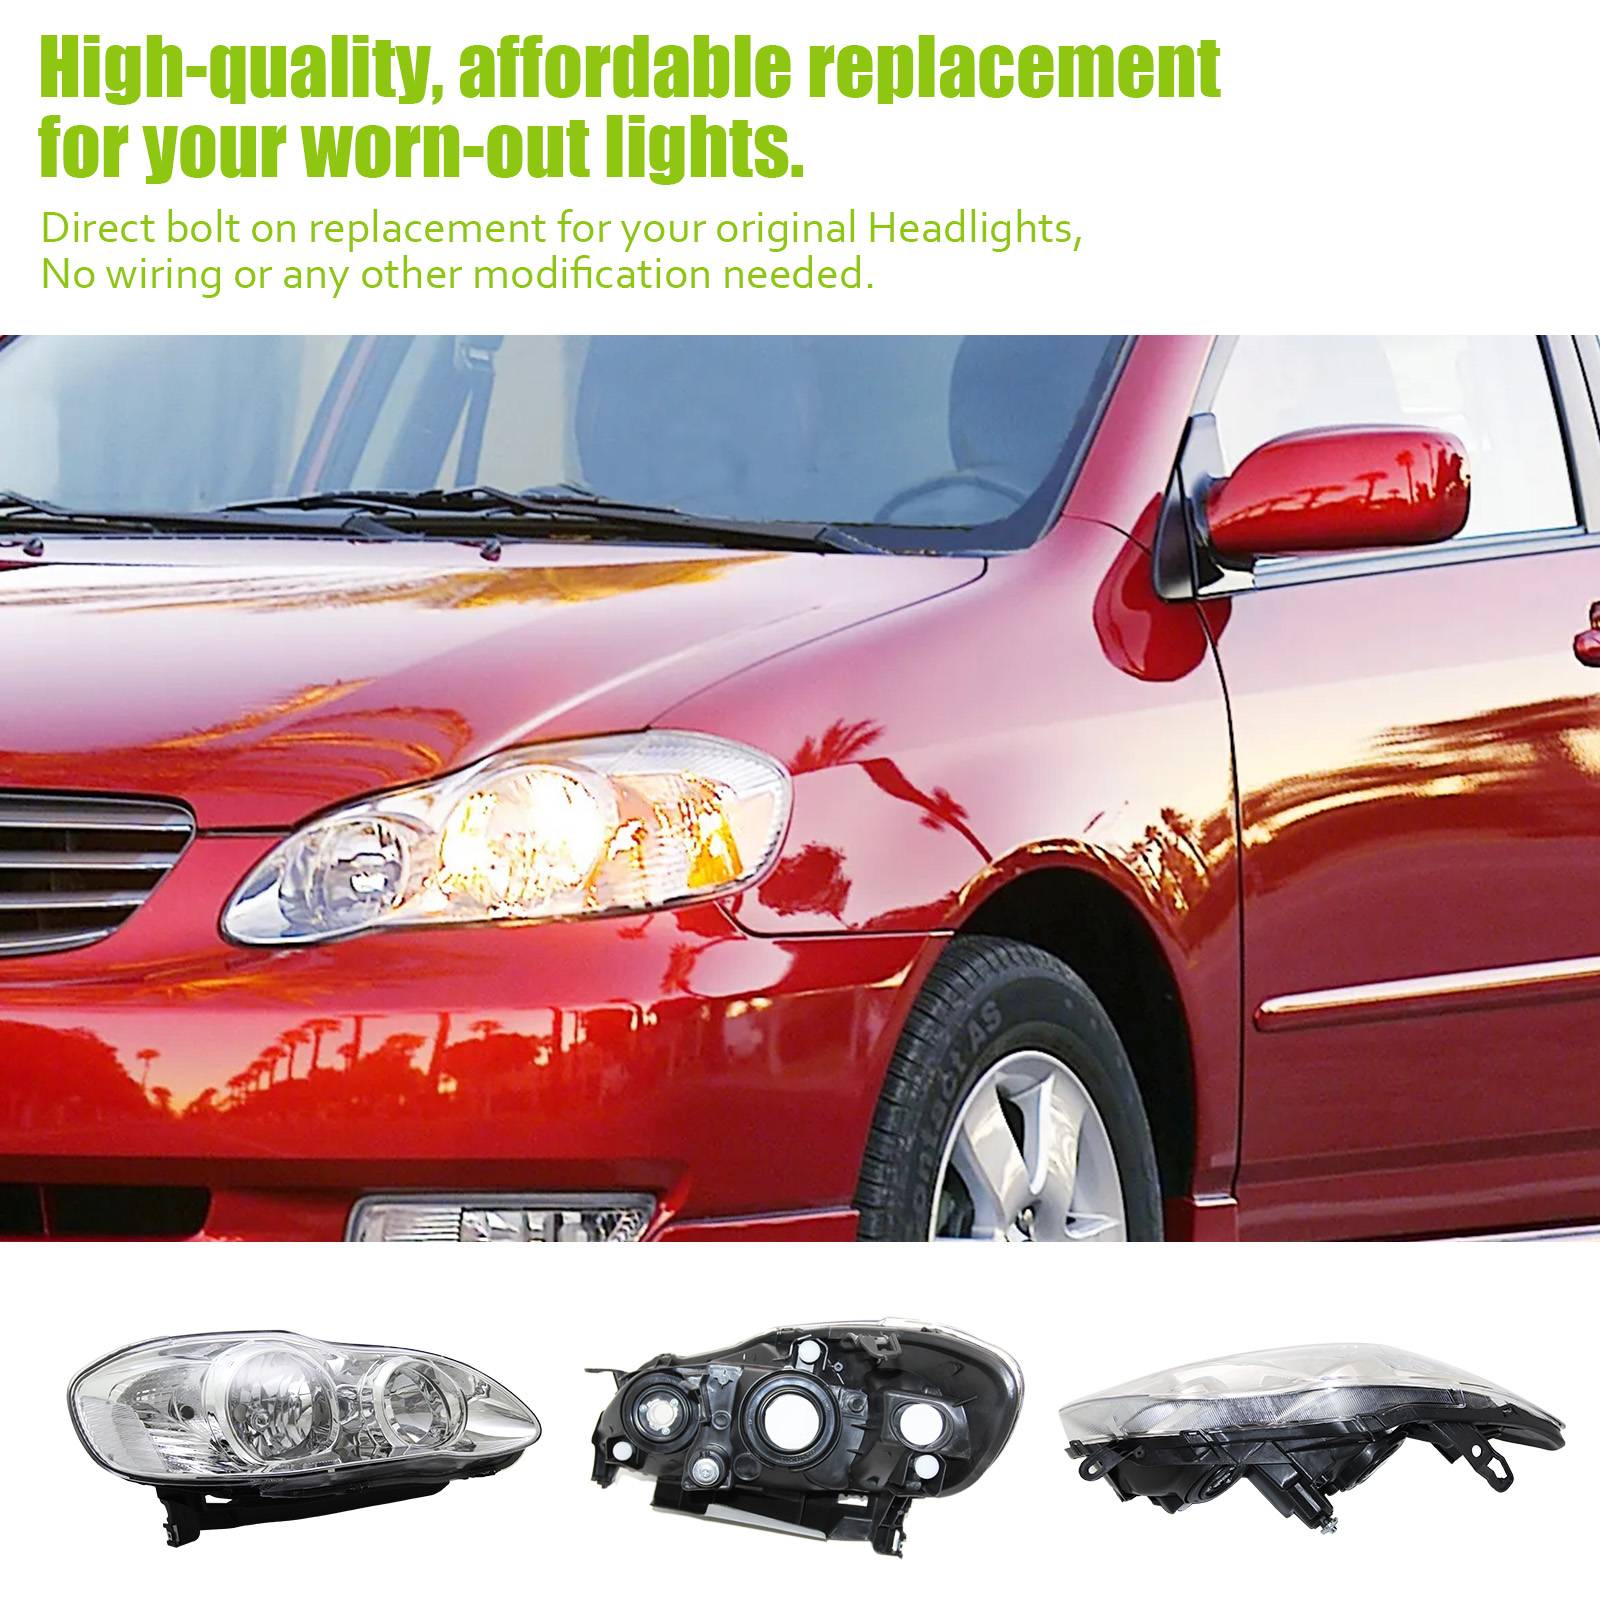 High-quality, affordable replacement
for your worn-out lights.
Direct bolt on replacement for your original Headlights,
No wiring or any other modification needed.